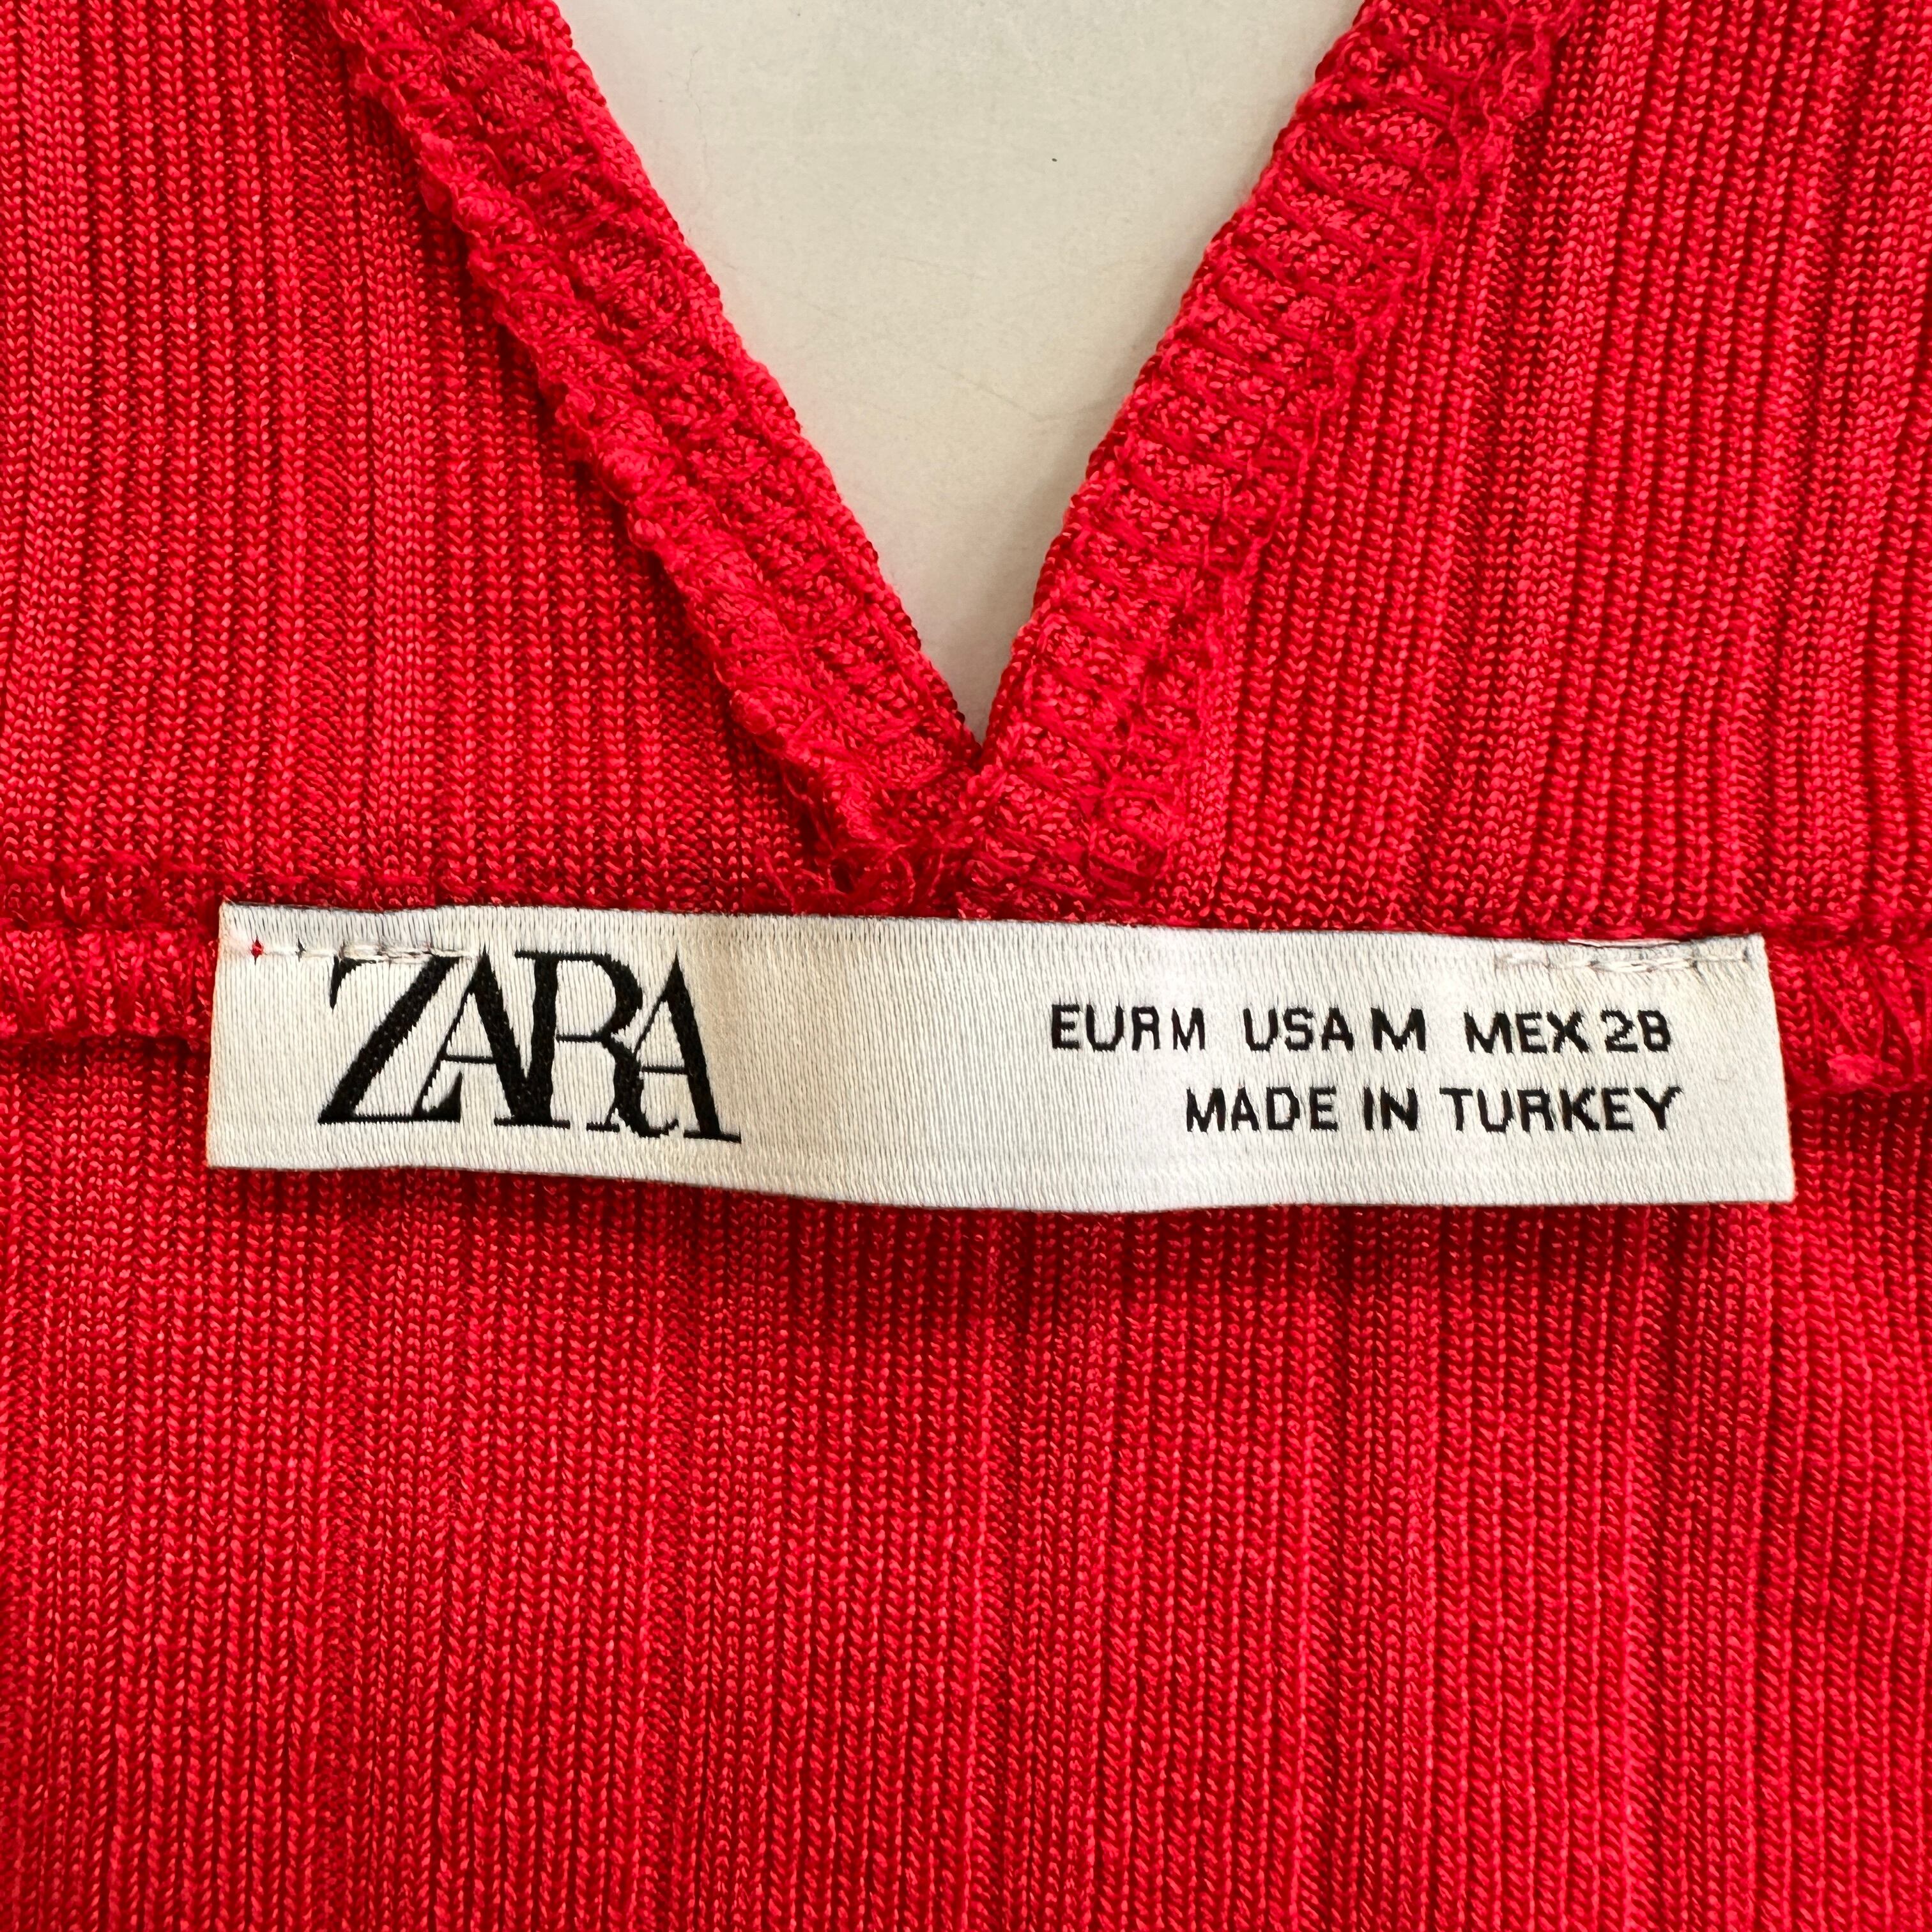 ZARA
EUR M USA M MEX 28
MADE IN TURKEY